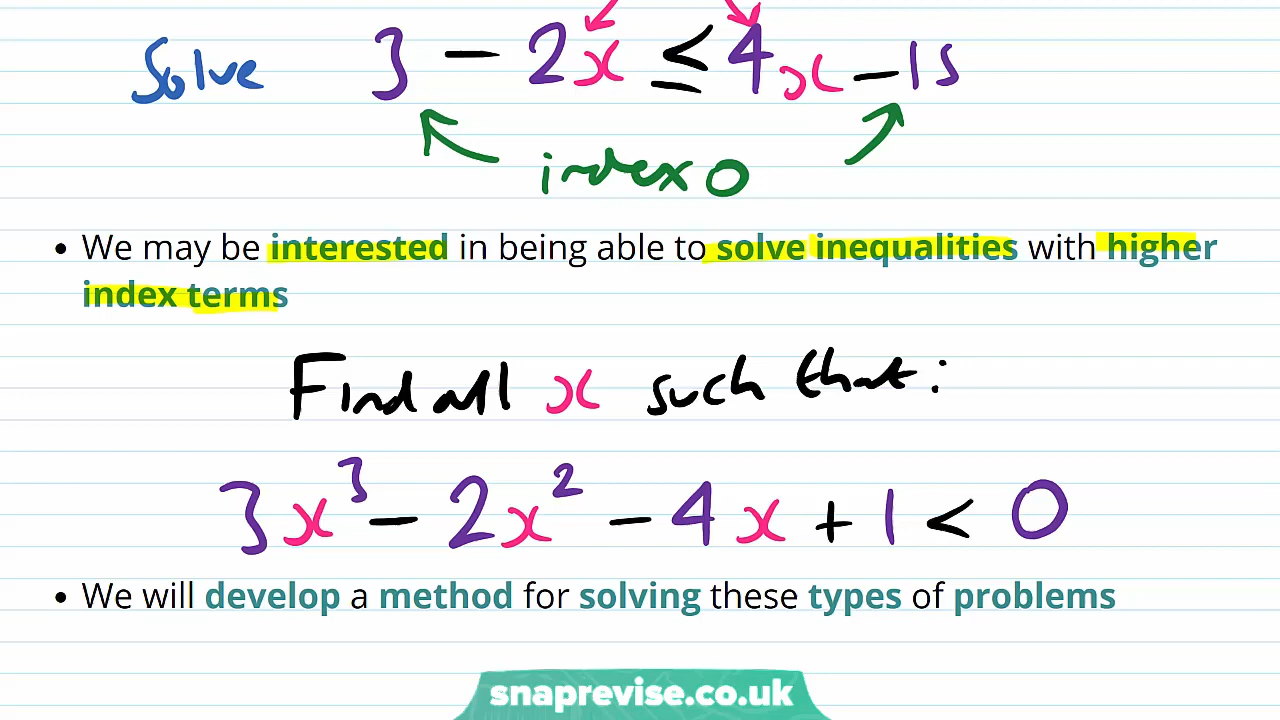 Solve 3 - 2x ≤ 4x - 15
index 0
• We may be interested in being able to solve inequalities with higher
index terms
Find all x such that:
3x³ - 2x² - 4x + 1 < 0
• We will develop a method for solving these types of problems
snaprevise.co.uk